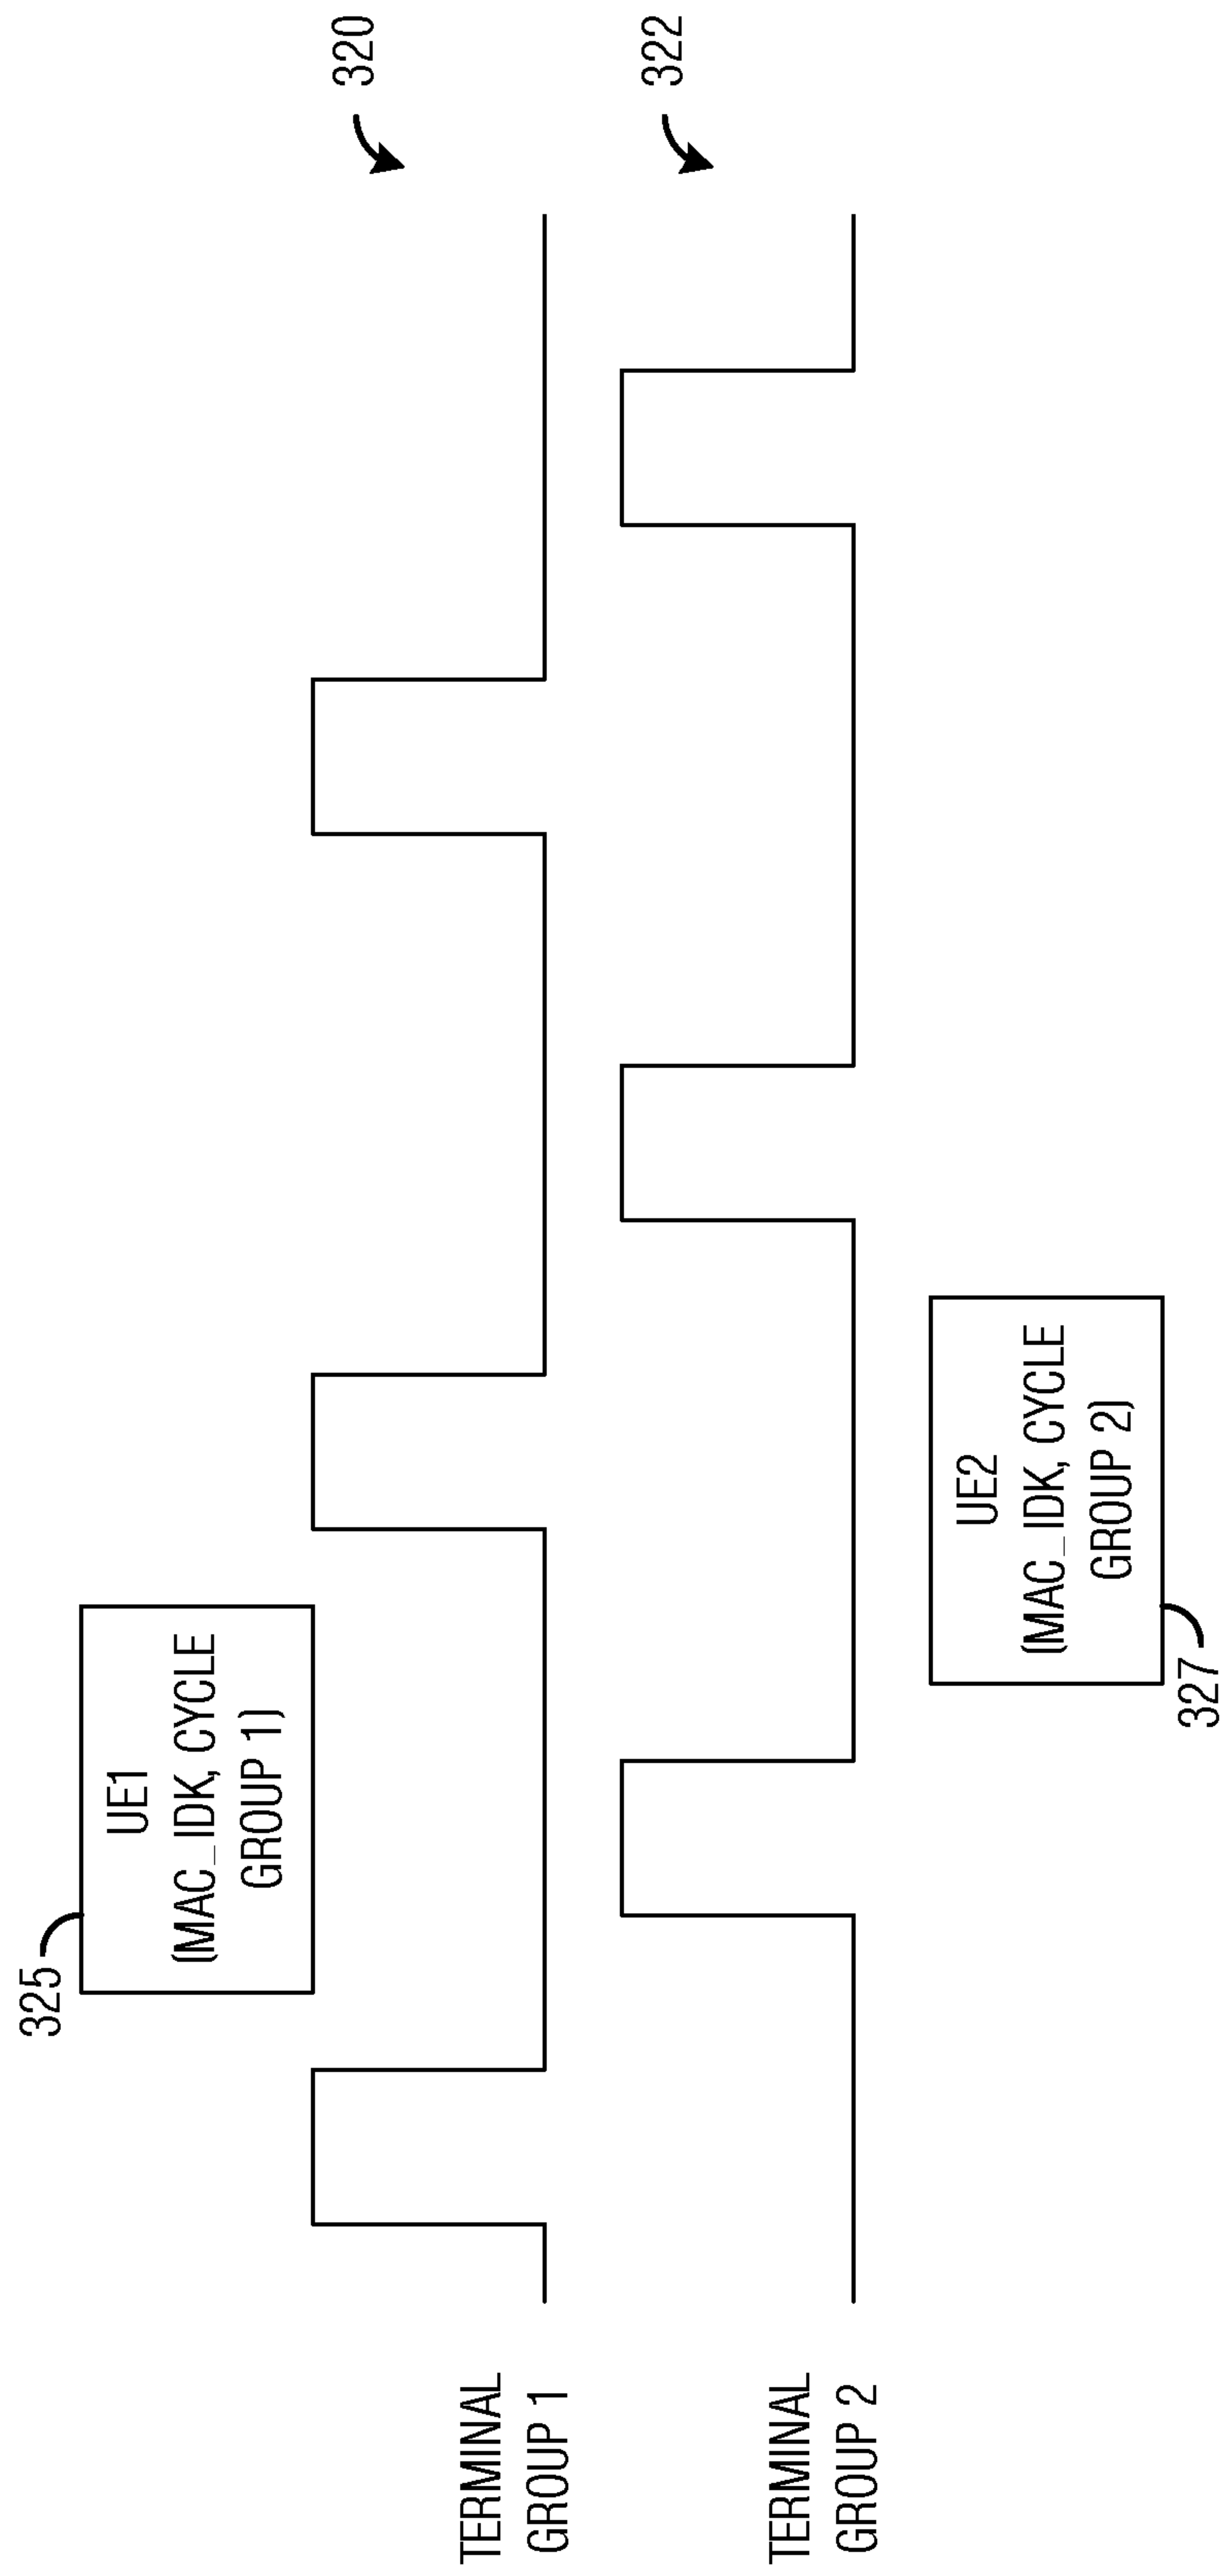 325
UE1
(MAC_IDK, CYCLE
GROUP 1)
320
TERMINAL
GROUP 1
322
TERMINAL
GROUP 2
UE2
(MAC_IDK, CYCLE
GROUP 2)
327